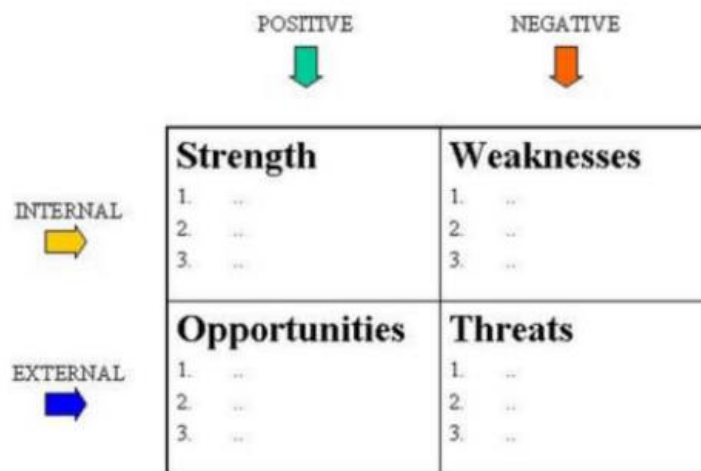 POSITIVE NEGATIVE
Strength Weaknesses
1. .. 1. ..
INTERNAL
2. .. 2. ..
3. .. 3. ..
Opportunities Threats
EXTERNAL
1. .. 1. ..
2. .. 2. ..
3. .. 3. ..